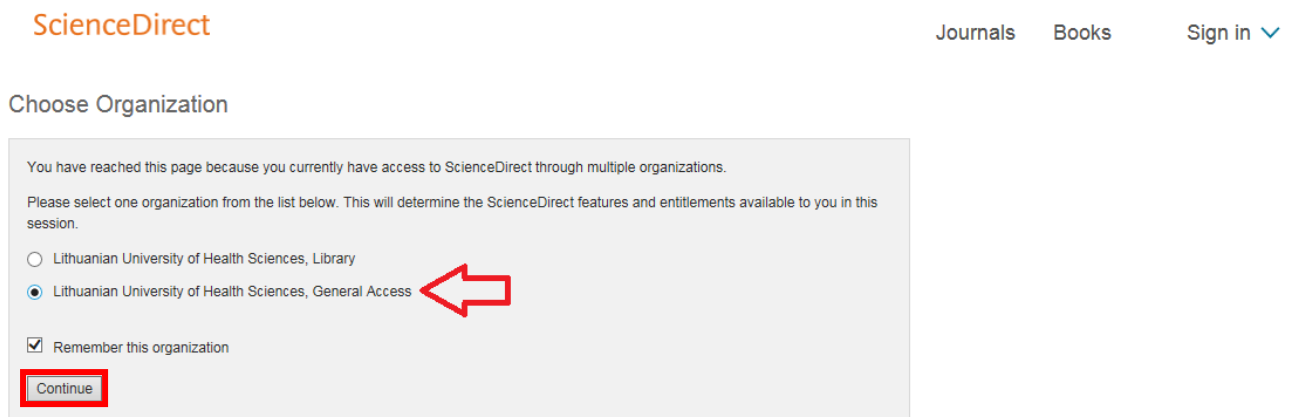 ScienceDirect
Journals Books Sign in
Choose Organization
You have reached this page because you currently have access to ScienceDirect through multiple organizations.
Please select one organization from the list below. This will determine the ScienceDirect features and entitlements available to you in this
session.
Lithuanian University of Health Sciences, Library
Lithuanian University of Health Sciences, General Access
Remember this organization
Continue